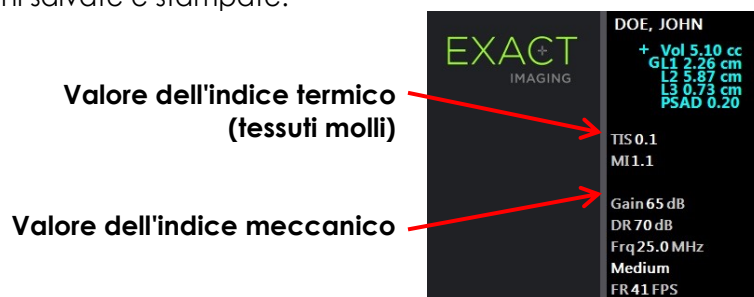 ni salvate e stampate.
EXACT
IMAGING
Valore dell'indice termico
(tessuti molli)
Valore dell'indice meccanico
DOE, JOHN
+ Vol 5.10 cc
GL1 2.26 cm
L2 5.87 cm
L3 0.73 cm
PSAD 0.20
TIS 0.1
MI 1.1
Gain 65 dB
DR 70 dB
Frq 25.0 MHz
Medium
FR 41 FPS